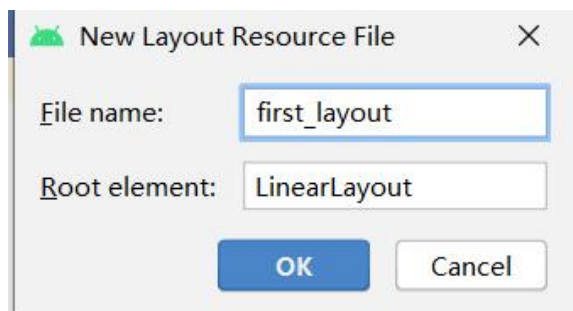 New Layout Resource File
File name: first_layout
Root element: LinearLayout
OK Cancel